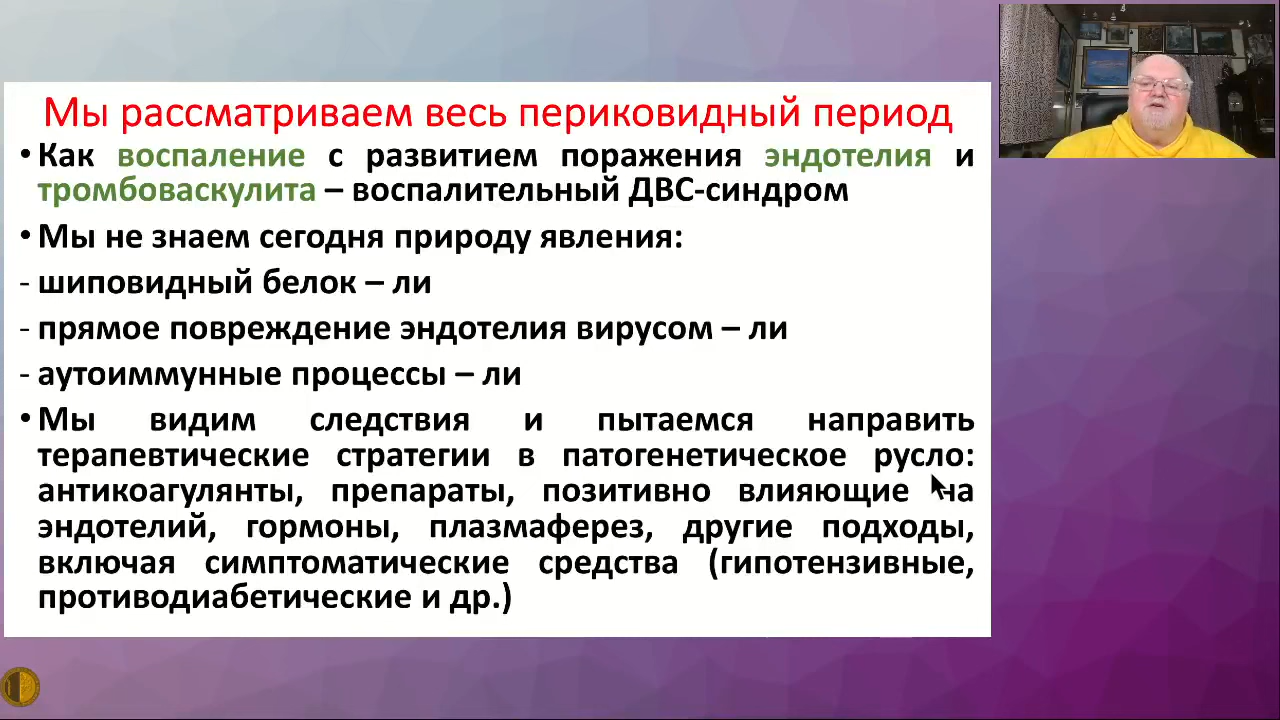 Мы рассматриваем весь периковидный период
• Как воспаление с развитием поражения эндотелия и
тромбоваскулита – воспалительный ДВС-синдром
• Мы не знаем сегодня природу явления:
- шиповидный белок – ли
- прямое повреждение эндотелия вирусом – ли
- аутоиммунные процессы – ли
• Мы видим следствия и пытаемся направить
терапевтические стратегии в патогенетическое русло:
антикоагулянты, препараты, позитивно влияющие на
эндотелий, гормоны, плазмаферез, другие подходы,
включая симптоматические средства (гипотензивные,
противодиабетические и др.)